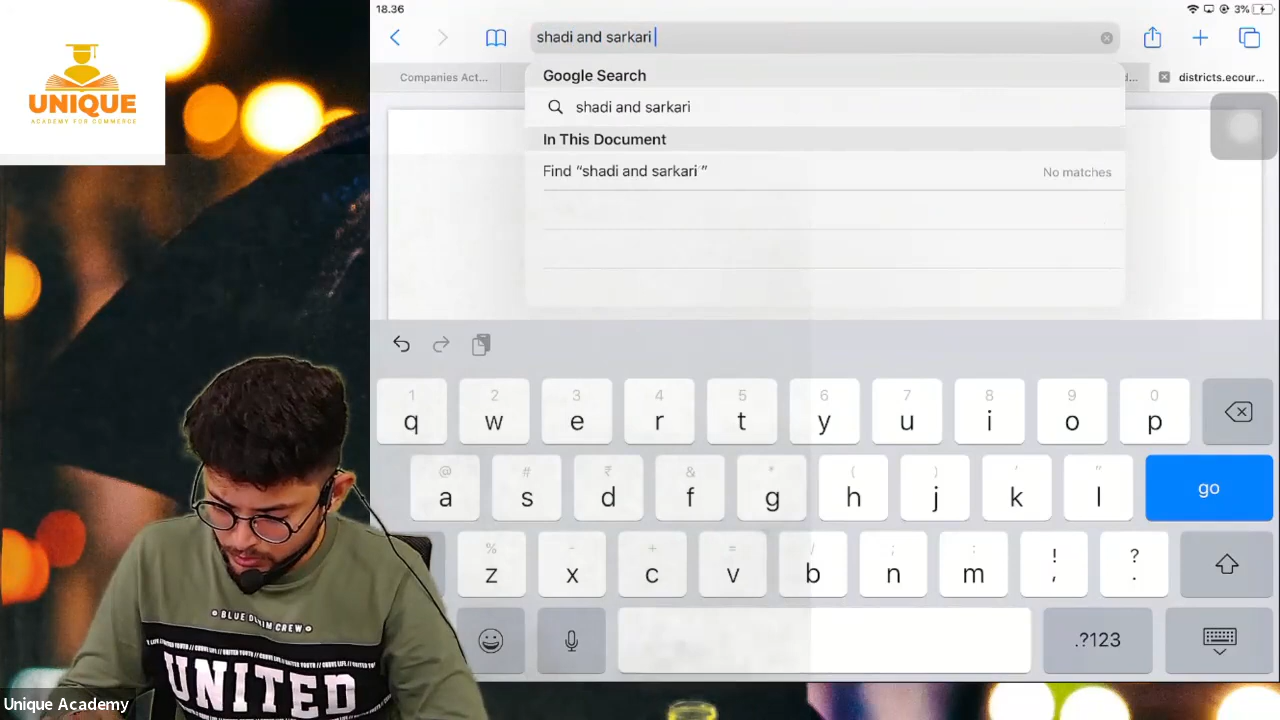 UNIQUE
ACADEMY FOR COMMERCE
18.36
3%
shadi and sarkari
Companies Act...
d...
districts.ecour...
Google Search
shadi and sarkari
In This Document
Find “shadi and sarkari ”
No matches
1 2 3 4 5 6 7 8 9 0
q w e r t y u i o p
@ # ₹ & * ( ) ' "
a s d f g h j k l
go
% - + = / ; : ! ?
z x c v b n m , .
.?123
BLUE DENIM CREW
UNITED
Unique Academy